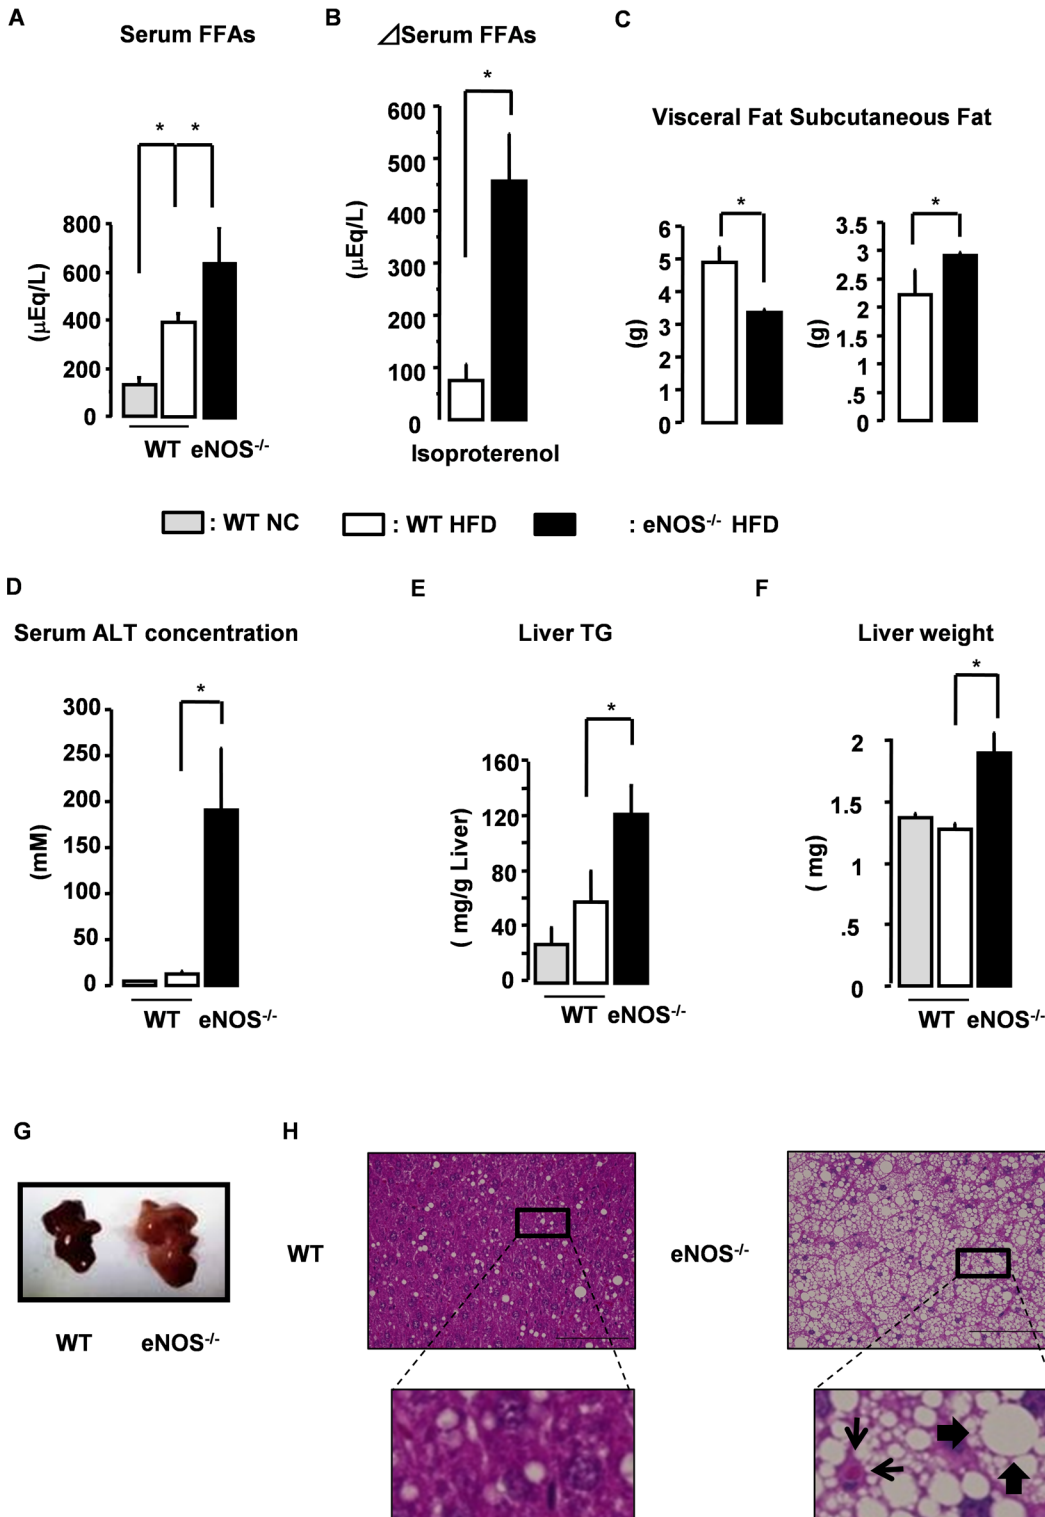 A
Serum FFAs
* *
800
600
400
200
0
(μEq/L)
WT eNOS-/-
B
⊿Serum FFAs
*
600
500
400
300
200
100
0
(μEq/L)
Isoproterenol
C
Visceral Fat Subcutaneous Fat
*
6
5
4
3
2
1
0
(g)
*
3.5
3
2.5
2
1.5
1
.5
0
(g)
: WT NC : WT HFD : eNOS-/- HFD
D
Serum ALT concentration
*
300
250
200
150
100
50
0
(mM)
WT eNOS-/-
E
Liver TG
*
160
120
80
40
0
( mg/g Liver)
WT eNOS-/-
F
Liver weight
*
2
1.5
1
.5
0
( mg)
WT eNOS-/-
G
WT eNOS-/-
H
WT
eNOS-/-